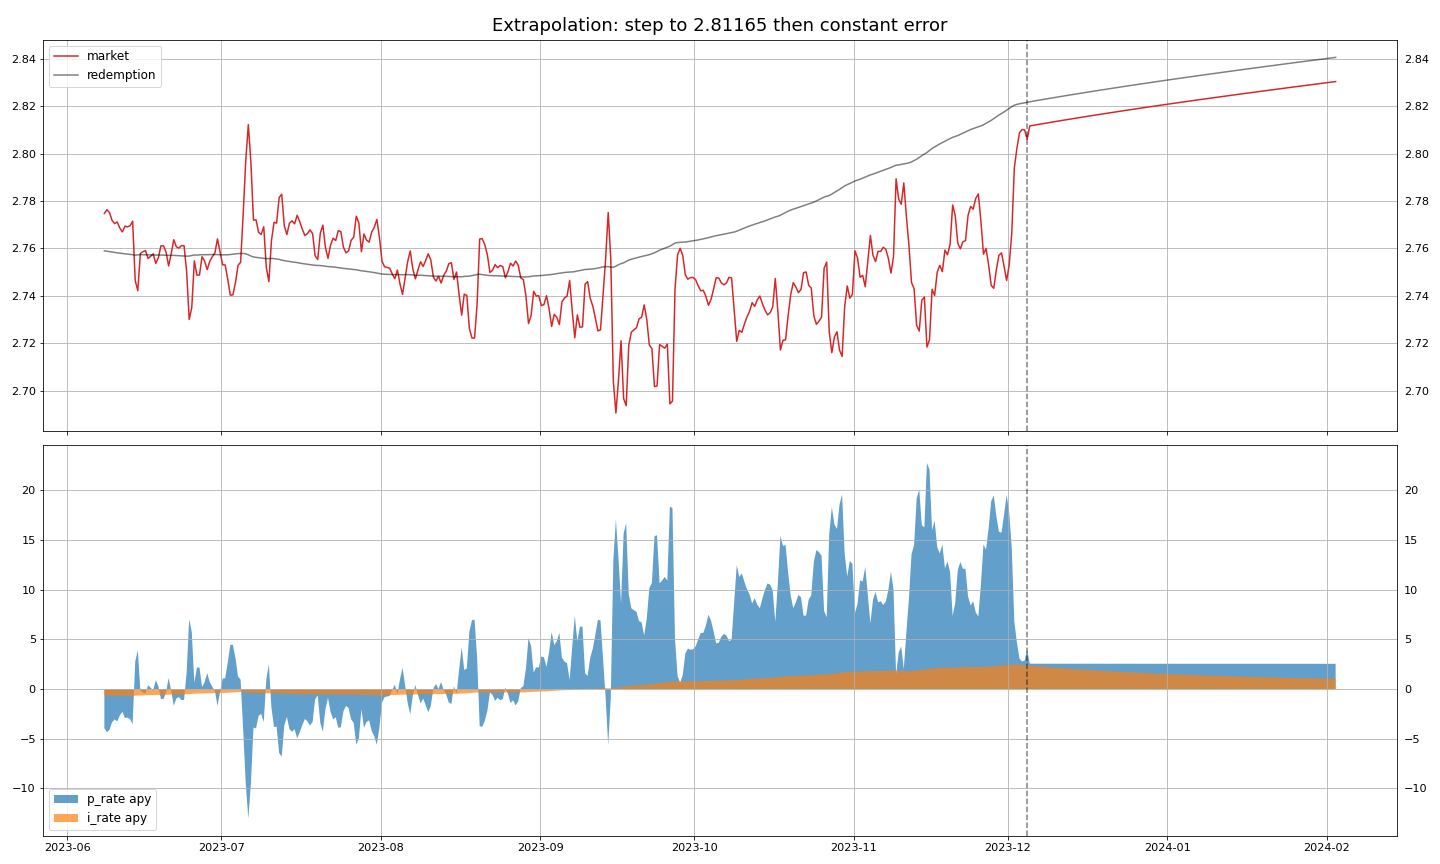 Extrapolation: step to 2.81165 then constant error
market
redemption
2.84 2.84
2.82 2.82
2.80 2.80
2.78 2.78
2.76 2.76
2.74 2.74
2.72 2.72
2.70 2.70
20 20
15 15
10 10
5 5
0 0
−5 −5
−10 −10
p_rate apy
i_rate apy
2023-06 2023-07 2023-08 2023-09 2023-10 2023-11 2023-12 2024-01 2024-02